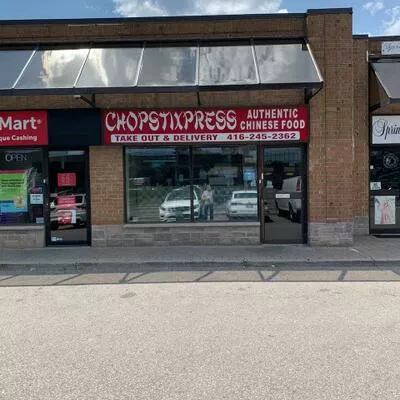 Mart
que Cashing
OPEN
CHOPSTIXPRESS
AUTHENTIC
CHINESE FOOD
TAKE OUT & DELIVERY 416-245-2362
Sprin